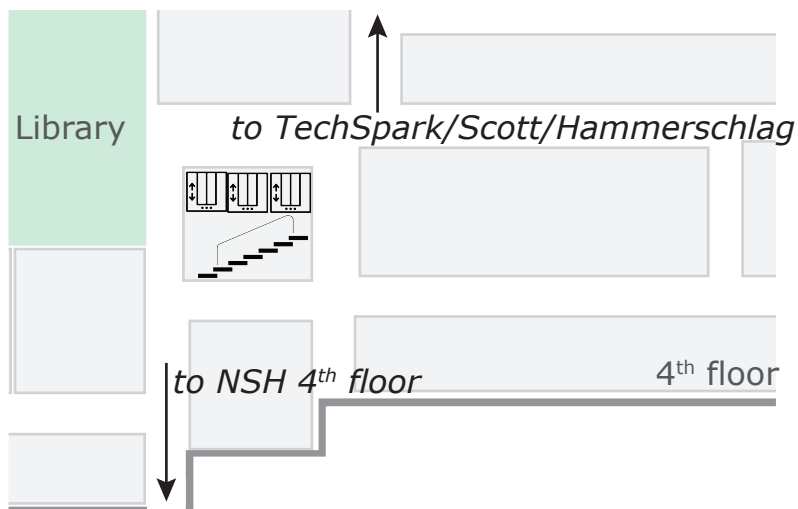 Library
to TechSpark/Scott/Hammerschlag
to NSH 4th floor
4th floor